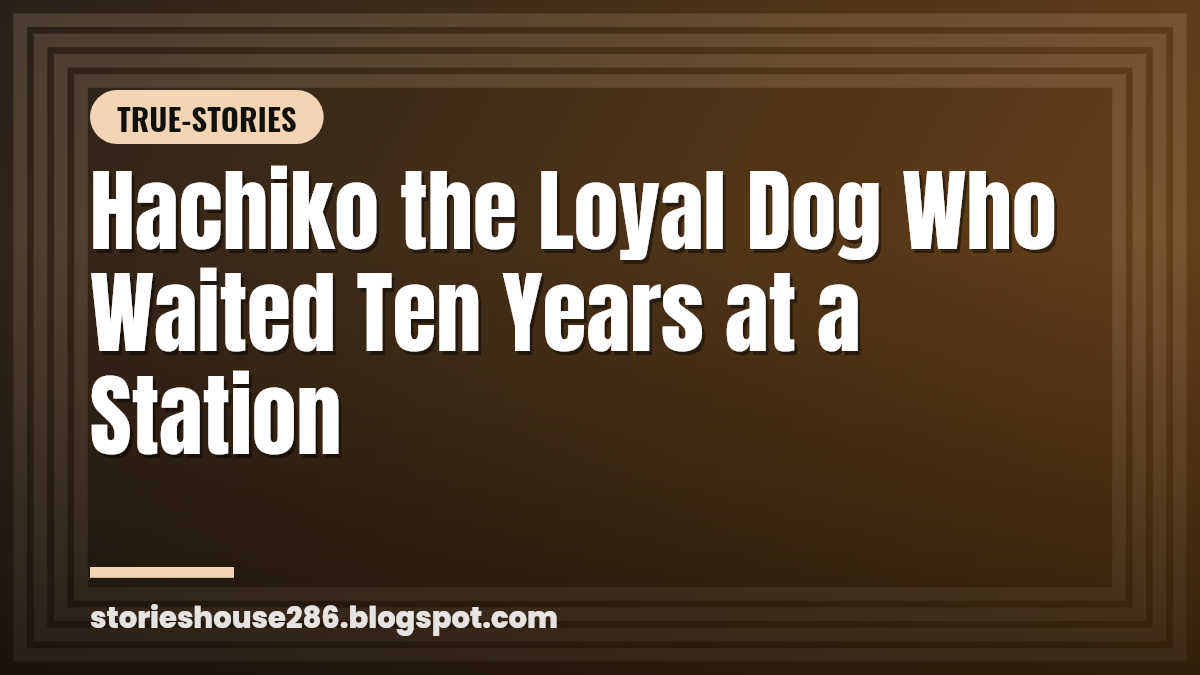 TRUE-STORIES
Hachiko the Loyal Dog Who
Waited Ten Years at a
Station
storieshouse286.blogspot.com